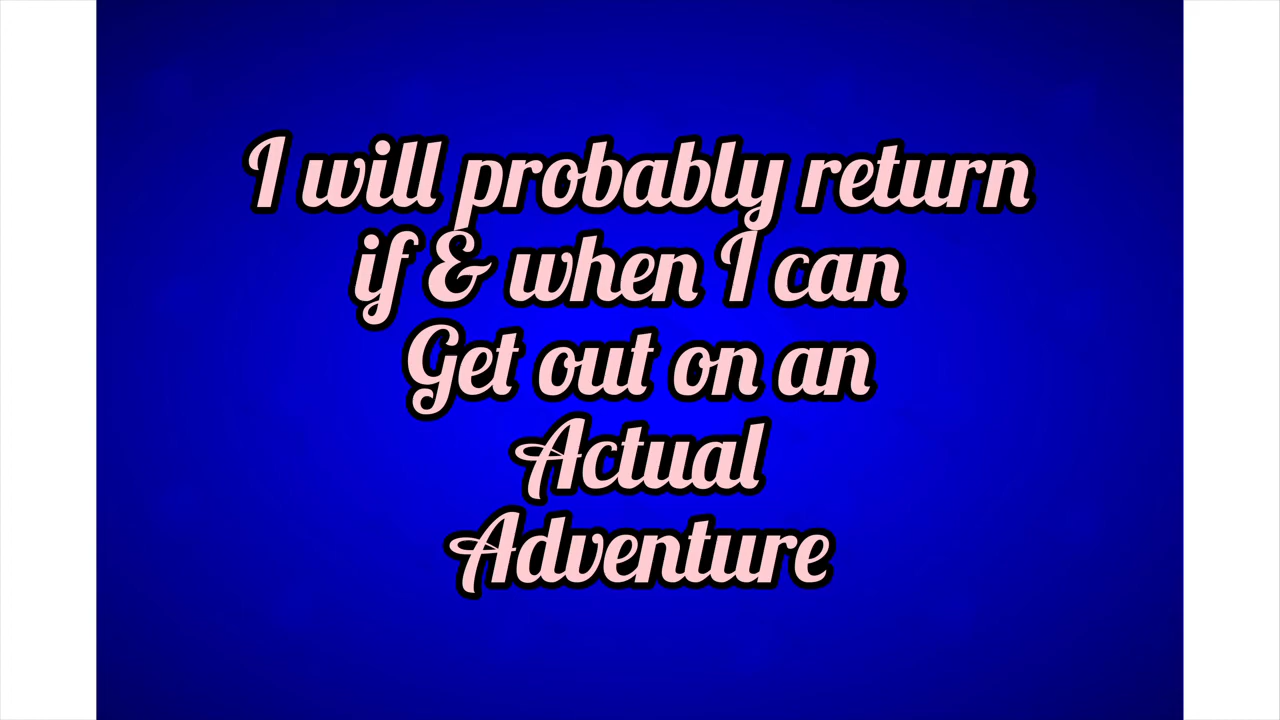 I will probably return
if & when I can
Get out on an
Actual
Adventure